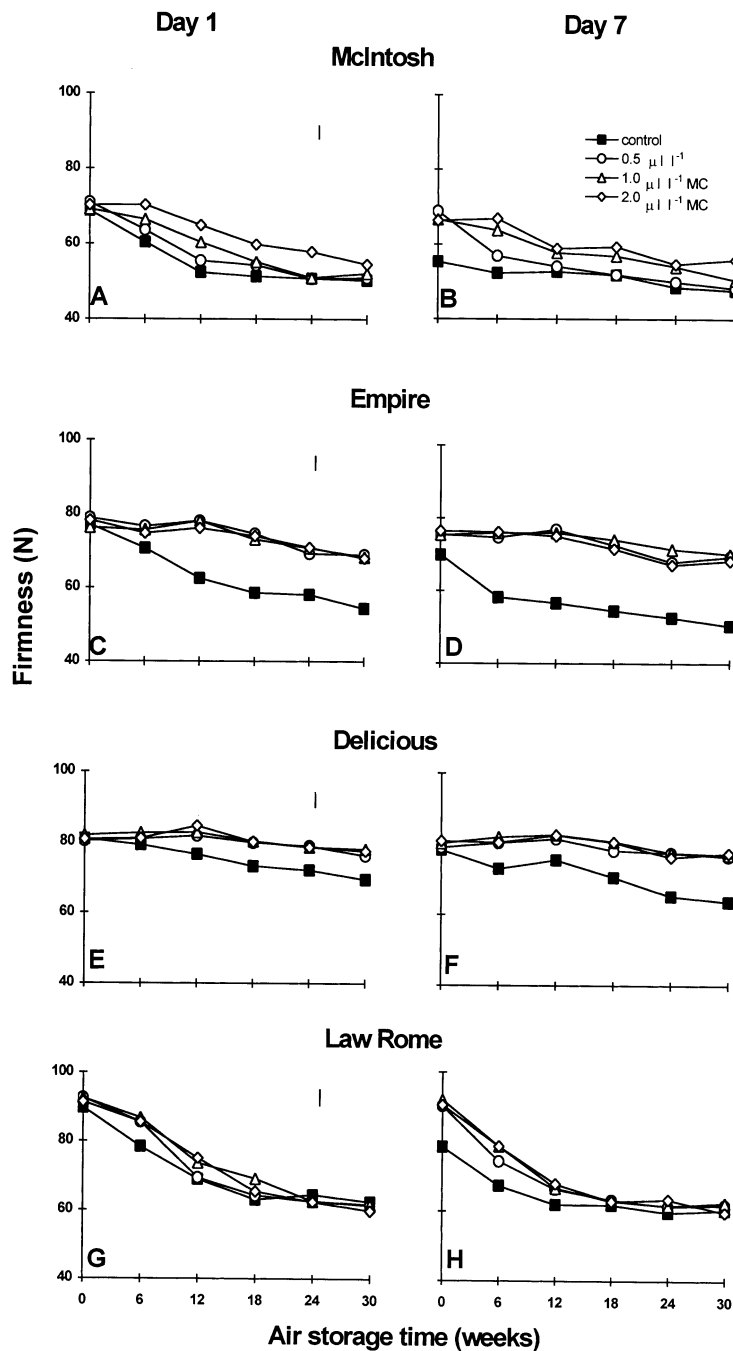 Day 1 Day 7
McIntosh
100
80
60
40
A
control
0.5 μl l⁻¹
1.0 μl l⁻¹ MC
2.0 μl l⁻¹ MC
B
Empire
100
80
60
40
C
D
Firmness (N)
Delicious
100
80
60
40
E
F
Law Rome
100
80
60
40
G
H
0 6 12 18 24 30
0 6 12 18 24 30
Air storage time (weeks)